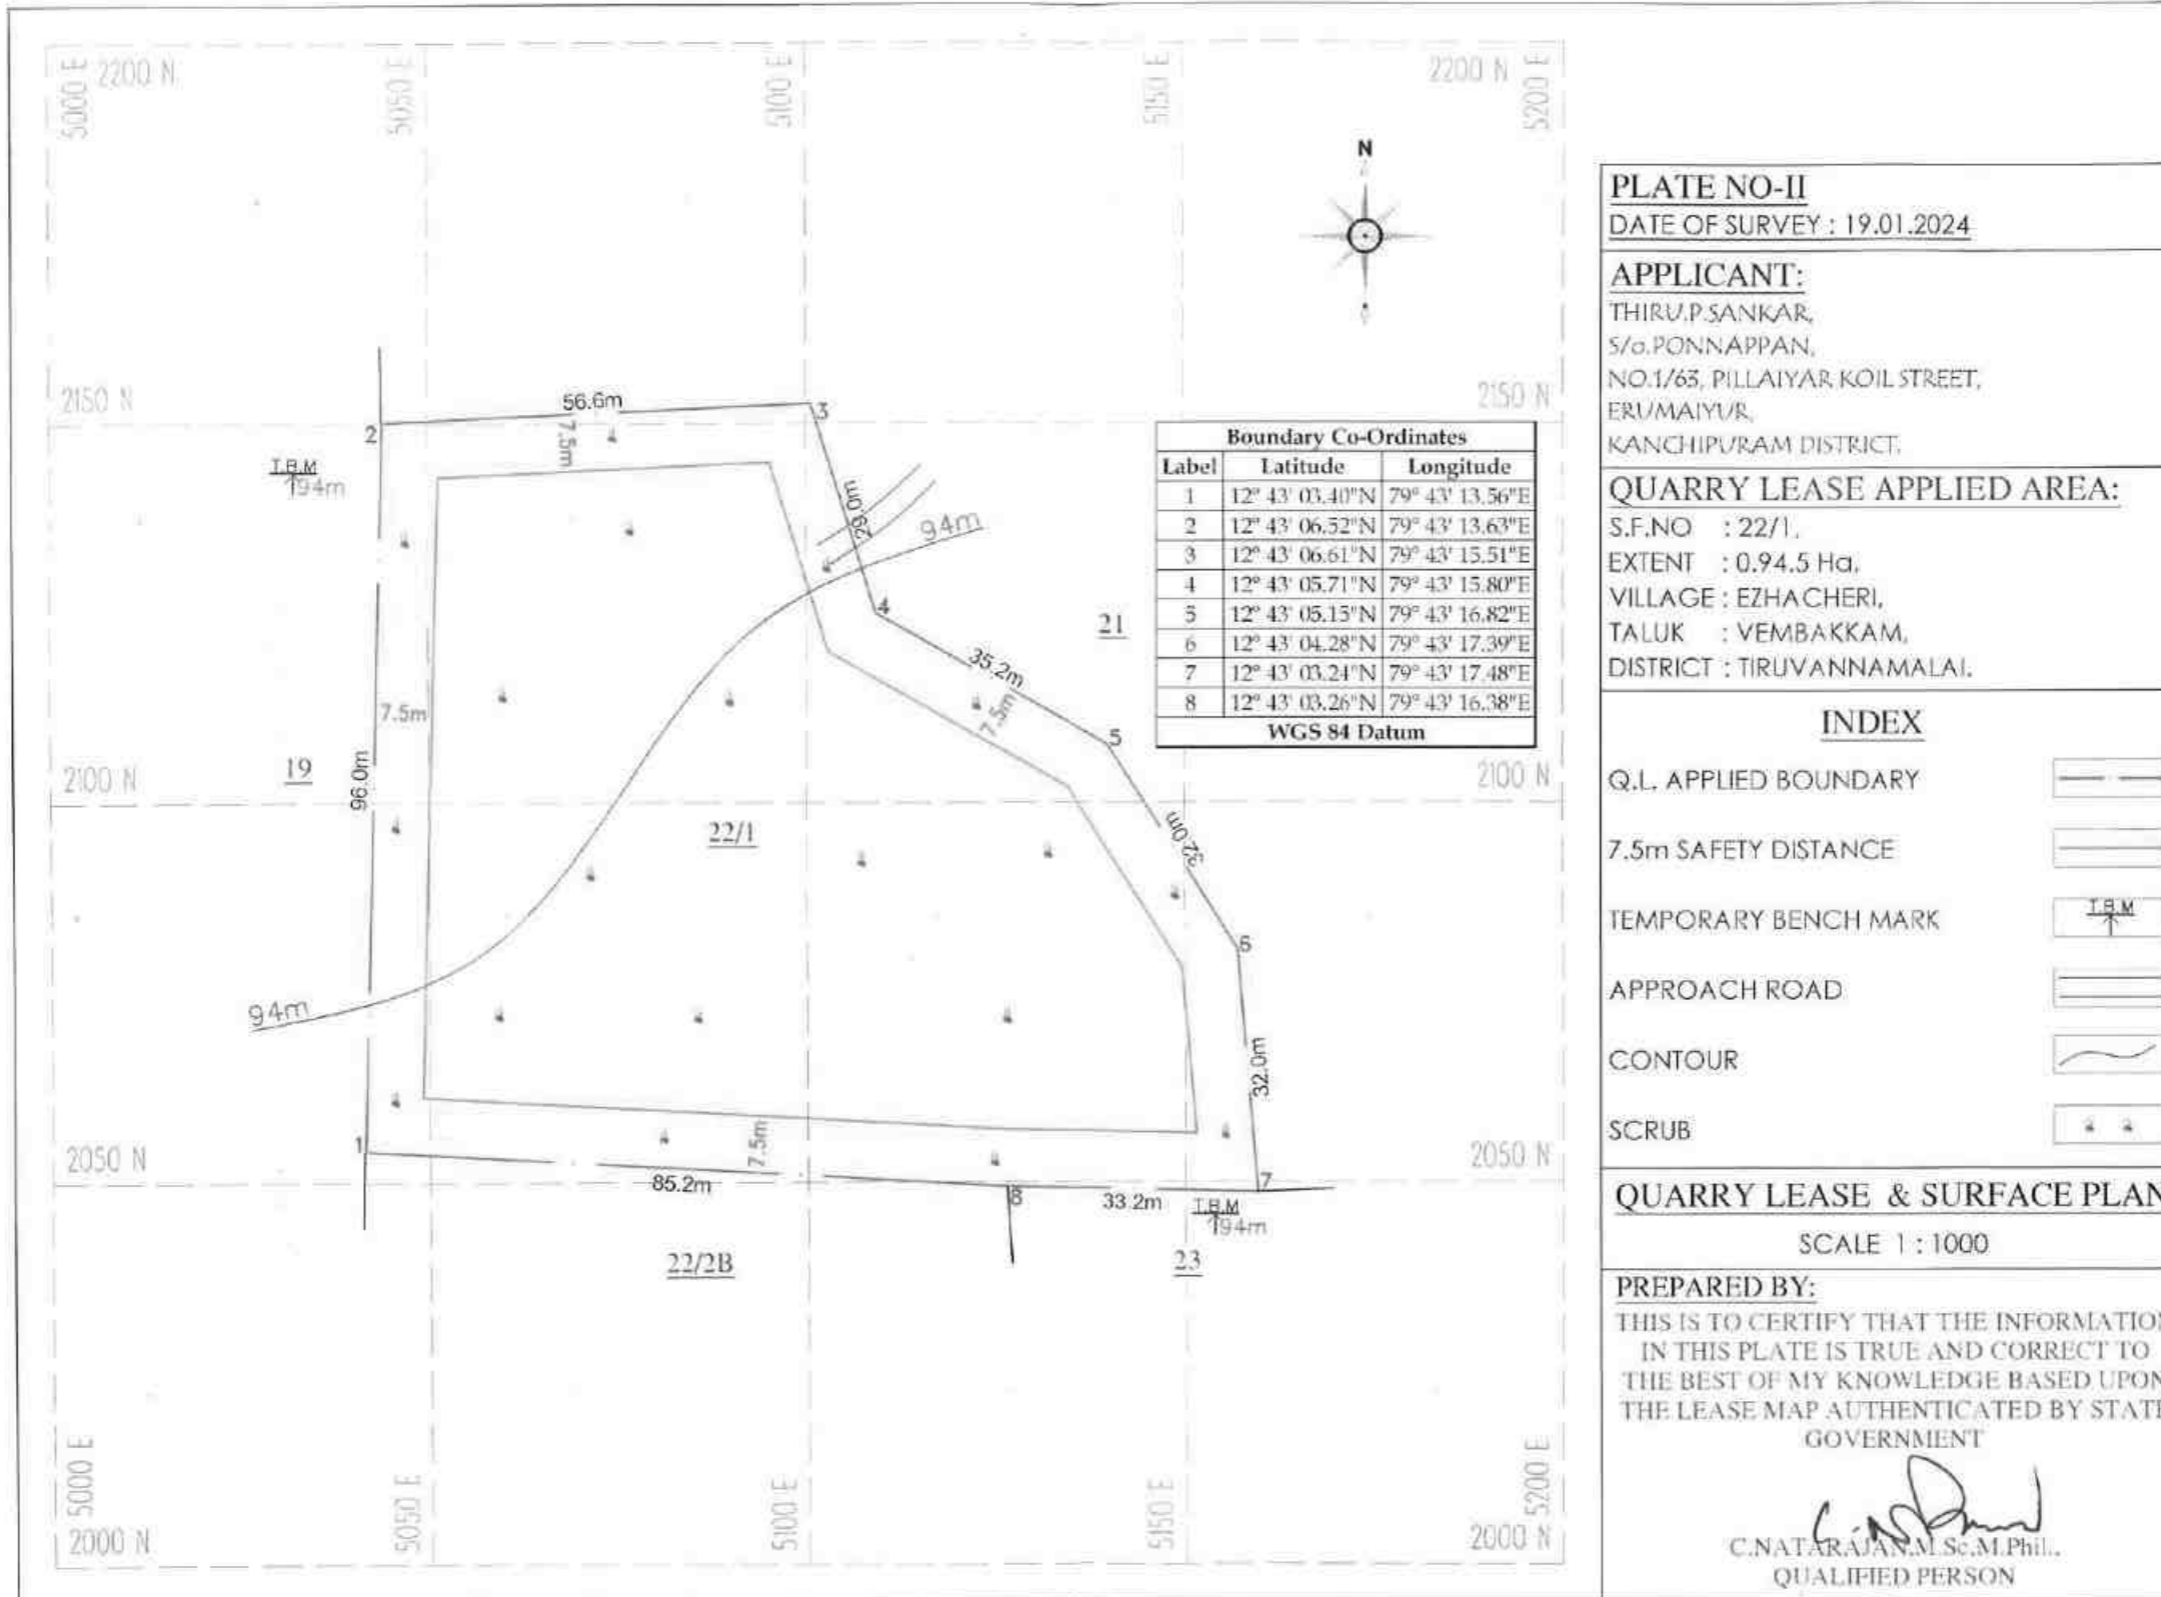 5000 E
2200 N
5050 E
5100 E
5150 E
2200 N
5200 E
N
2150 N
56.6m
3
2
7.5m
T.B.M
94m
29.0m
94m
2150 N
Boundary Co-Ordinates
Label Latitude Longitude
1 12° 43' 03.40"N 79° 43' 13.56"E
2 12° 43' 06.52"N 79° 43' 13.63"E
3 12° 43' 06.61"N 79° 43' 15.51"E
4 12° 43' 05.71"N 79° 43' 15.80"E
5 12° 43' 05.15"N 79° 43' 16.82"E
6 12° 43' 04.28"N 79° 43' 17.39"E
7 12° 43' 03.24"N 79° 43' 17.48"E
8 12° 43' 03.26"N 79° 43' 16.38"E
WGS 84 Datum
4
21
35.2m
7.5m
7.5m
5
19
2100 N
96.0m
2100 N
22/1
32.0m
6
94m
32.0m
1
2050 N
7.5m
2050 N
85.2m
8
33.2m
7
T.B.M
94m
22/2B
23
5000 E
2000 N
5050 E
5100 E
5150 E
2000 N
5200 E
PLATE NO-II
DATE OF SURVEY : 19.01.2024
APPLICANT:
THIRU.P.SANKAR,
S/o.PONNAPPAN,
NO.1/63, PILLAIYAR KOIL STREET,
ERUMAIYUR,
KANCHIPURAM DISTRICT.
QUARRY LEASE APPLIED AREA:
S.F.NO : 22/1,
EXTENT : 0.94.5 Ha,
VILLAGE : EZHACHERI,
TALUK : VEMBAKKAM,
DISTRICT : TIRUVANNAMALAI.
INDEX
Q.L. APPLIED BOUNDARY
7.5m SAFETY DISTANCE
TEMPORARY BENCH MARK
T.B.M
APPROACH ROAD
CONTOUR
SCRUB
QUARRY LEASE & SURFACE PLAN
SCALE 1 : 1000
PREPARED BY:
THIS IS TO CERTIFY THAT THE INFORMATION
IN THIS PLATE IS TRUE AND CORRECT TO
THE BEST OF MY KNOWLEDGE BASED UPON
THE LEASE MAP AUTHENTICATED BY STATE
GOVERNMENT
C.NATARAJAN.M.Sc.M.Phil.,
QUALIFIED PERSON